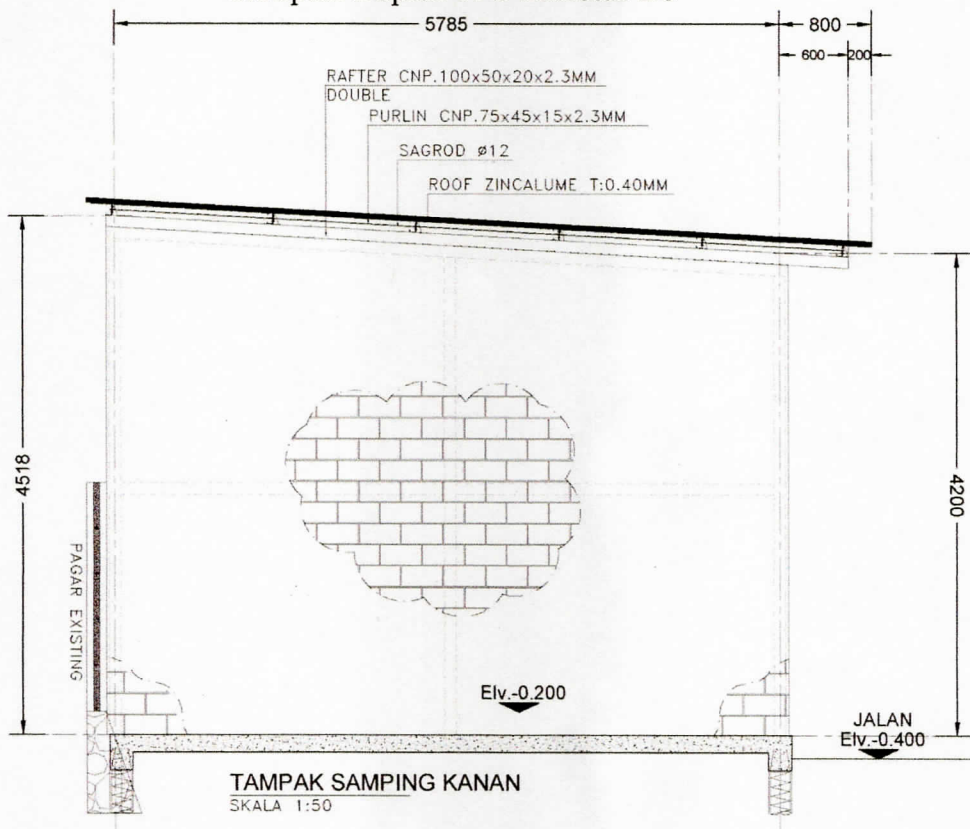 5785
800
600
200
RAFTER CNP.100x50x20x2.3MM
DOUBLE
PURLIN CNP.75x45x15x2.3MM
SAGROD ø12
ROOF ZINCALUME T:0.40MM
4518
4200
PAGAR EXISTING
Elv.-0.200
JALAN
Elv.-0.400
TAMPAK SAMPING KANAN
SKALA 1:50